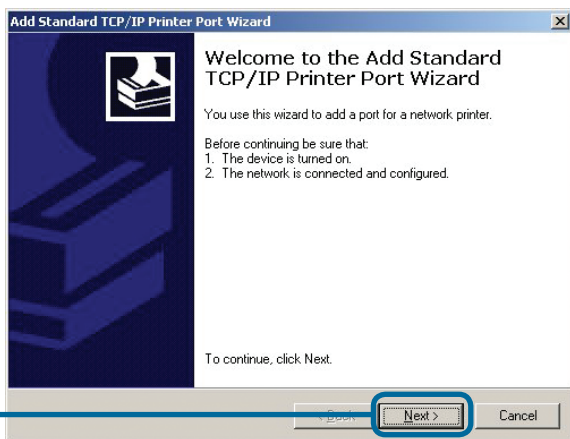 Add Standard TCP/IP Printer Port Wizard
Welcome to the Add Standard
TCP/IP Printer Port Wizard
You use this wizard to add a port for a network printer.
Before continuing be sure that:
1. The device is turned on.
2. The network is connected and configured.
To continue, click Next.
< Back
Next >
Cancel